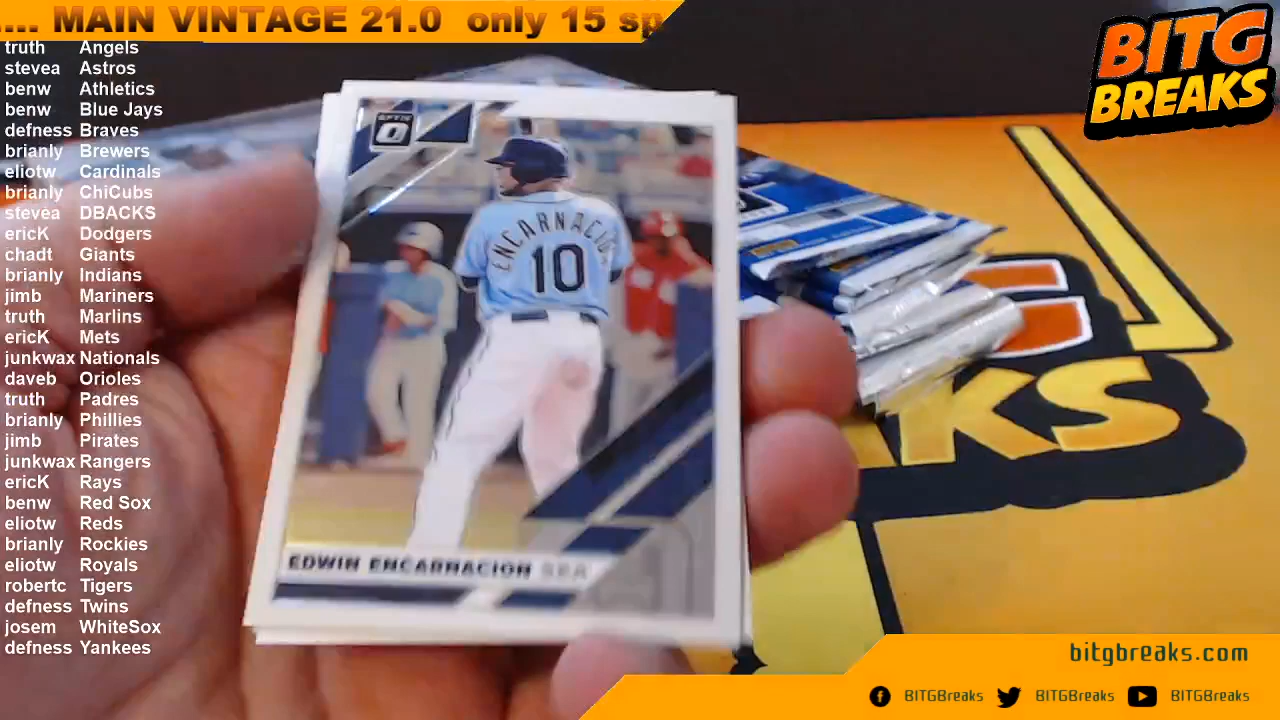 .... MAIN VINTAGE 21.0 only 15 sp
BITG
BREAKS
truth Angels
stevea Astros
benw Athletics
benw Blue Jays
defness Braves
brianly Brewers
eliotw Cardinals
brianly ChiCubs
stevea DBACKS
ericK Dodgers
chadt Giants
brianly Indians
jimb Mariners
truth Marlins
ericK Mets
junkwax Nationals
daveb Orioles
truth Padres
brianly Phillies
jimb Pirates
junkwax Rangers
ericK Rays
benw Red Sox
eliotw Reds
brianly Rockies
eliotw Royals
robertc Tigers
defness Twins
josem WhiteSox
defness Yankees
OPTIC
ENCARNACION
10
EDWIN ENCARNACION SEA
KS
bitgbreaks.com
BITGBreaks BITGBreaks BITGBreaks